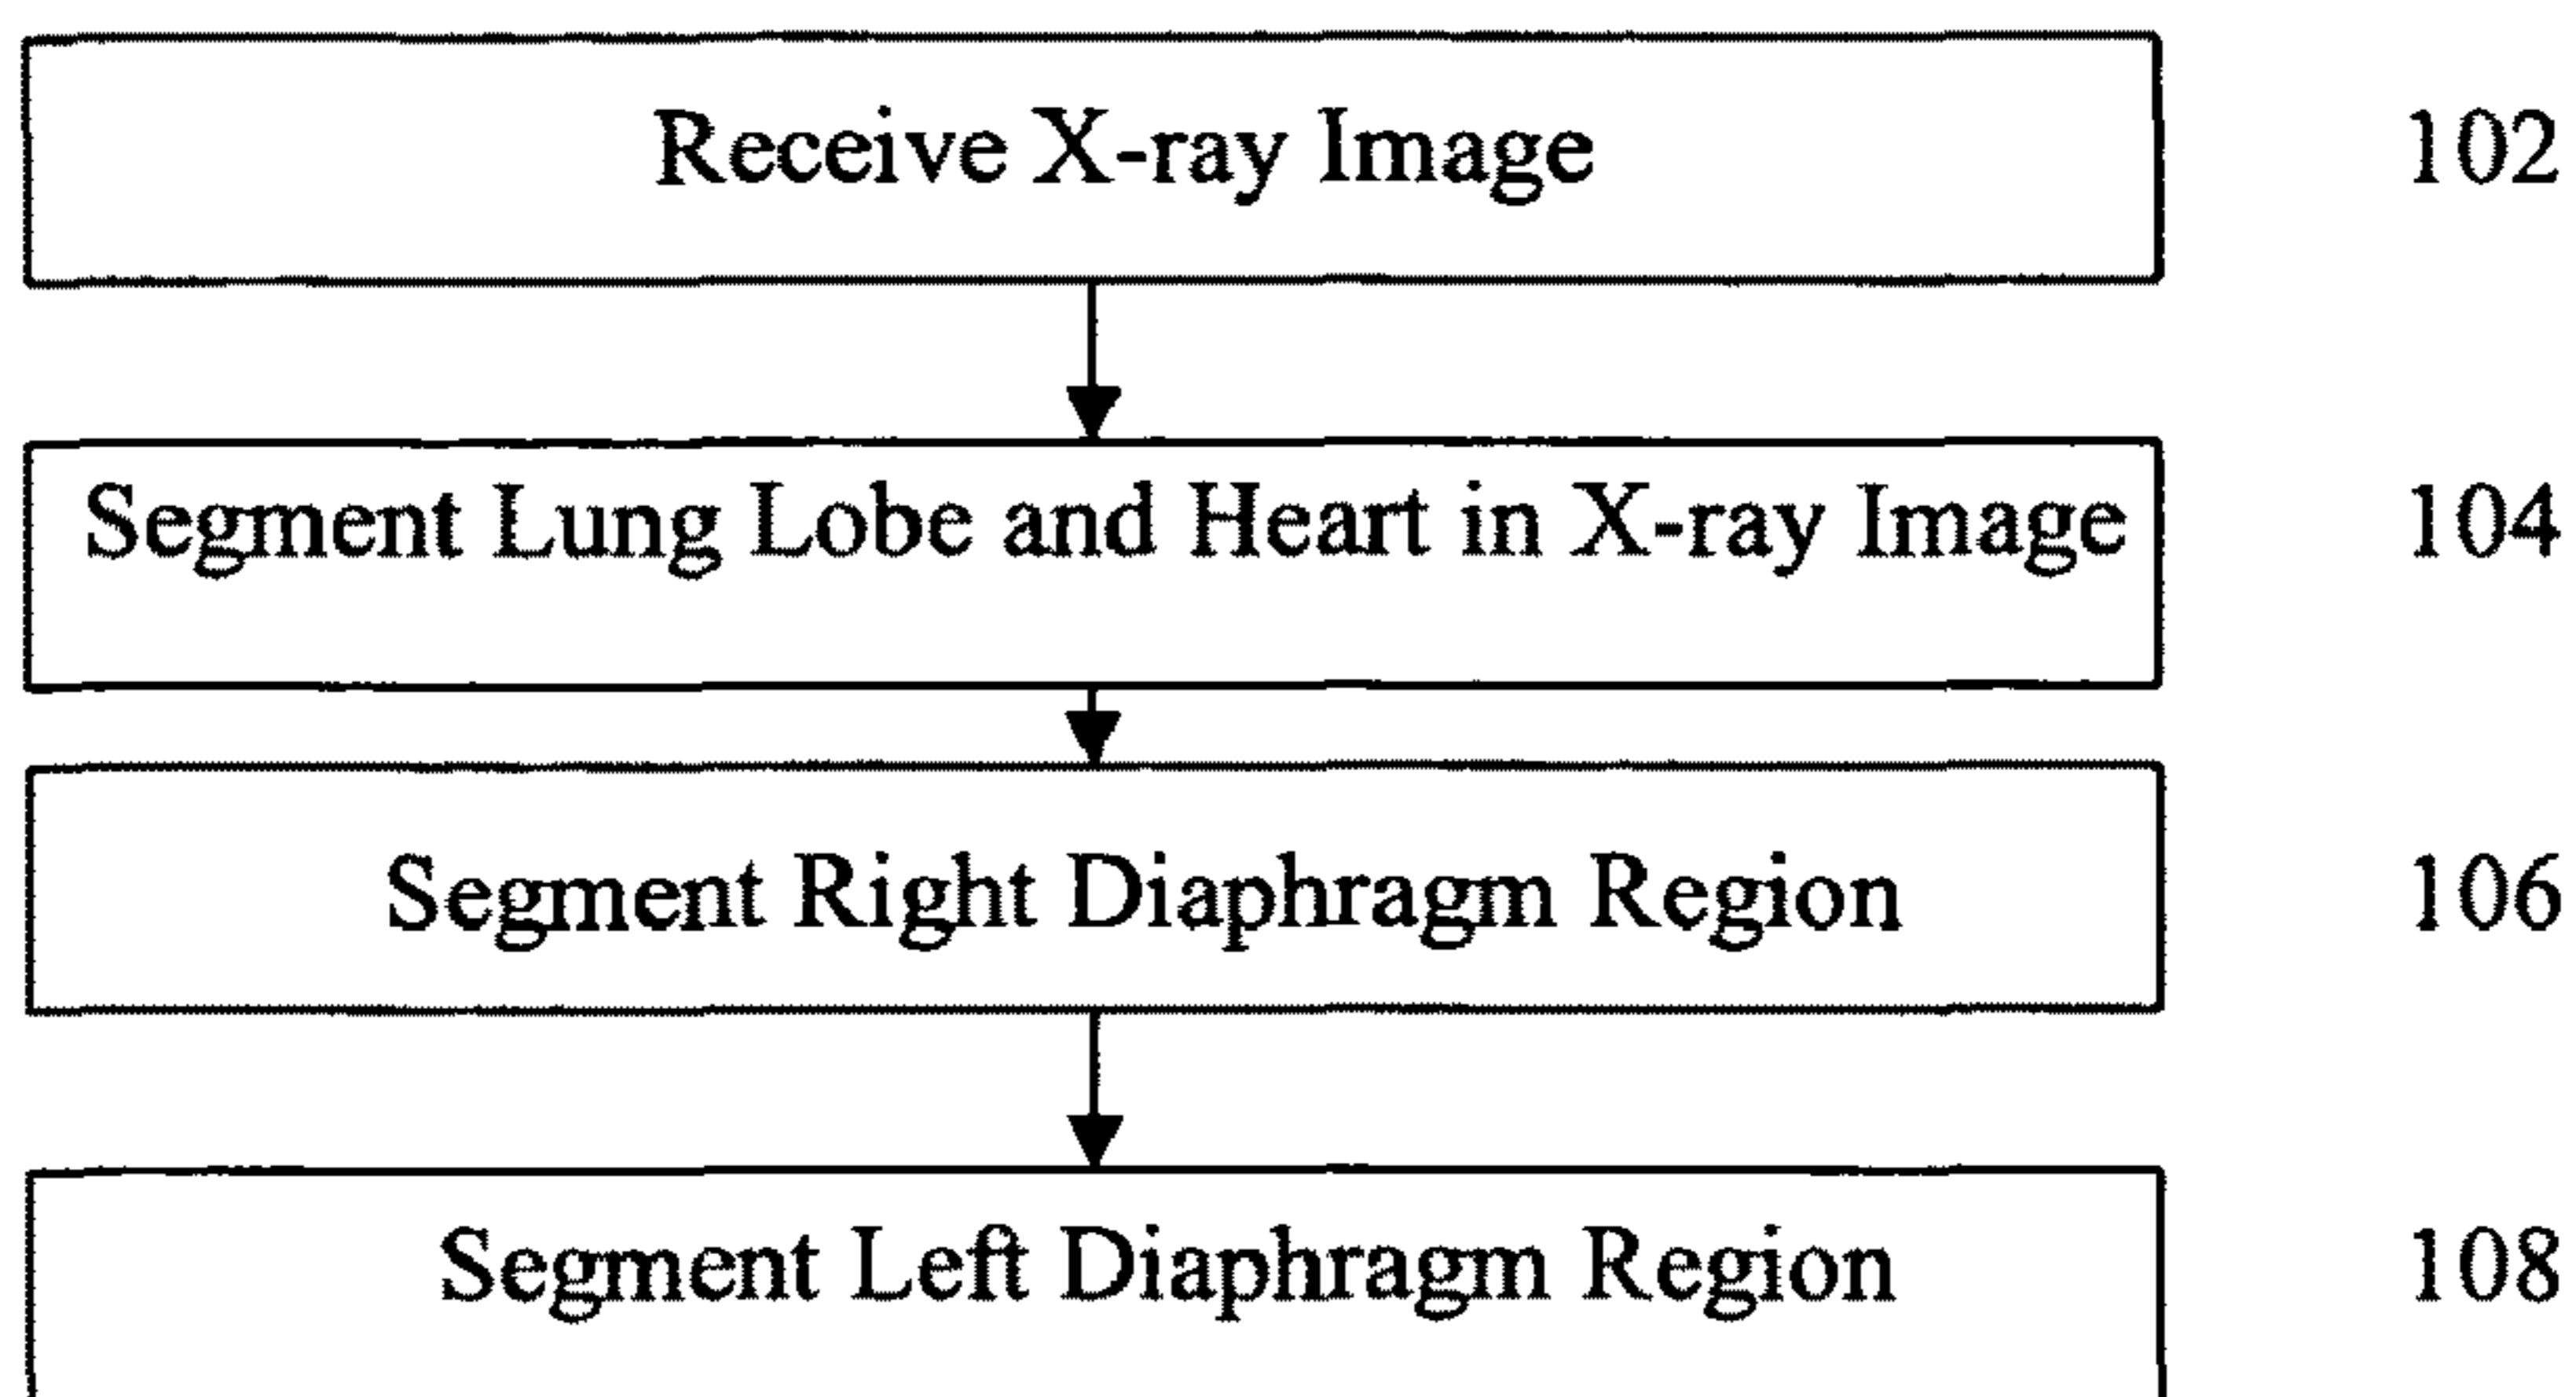 Receive X-ray Image 102
Segment Lung Lobe and Heart in X-ray Image 104
Segment Right Diaphragm Region 106
Segment Left Diaphragm Region 108